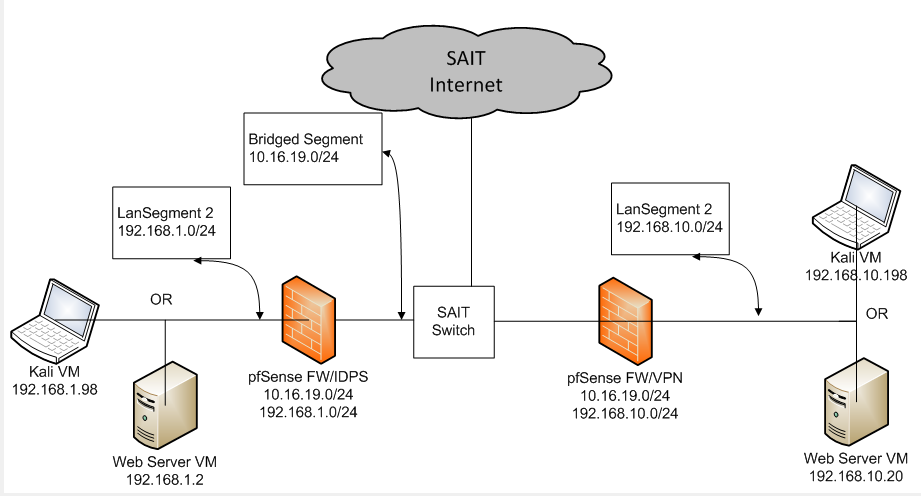 SAIT
Internet
Bridged Segment
10.16.19.0/24
LanSegment 2
192.168.1.0/24
LanSegment 2
192.168.10.0/24
Kali VM
192.168.10.198
OR
OR
SAIT
Switch
Kali VM
192.168.1.98
pfSense FW/IDPS
10.16.19.0/24
192.168.1.0/24
pfSense FW/VPN
10.16.19.0/24
192.168.10.0/24
Web Server VM
192.168.1.2
Web Server VM
192.168.10.20